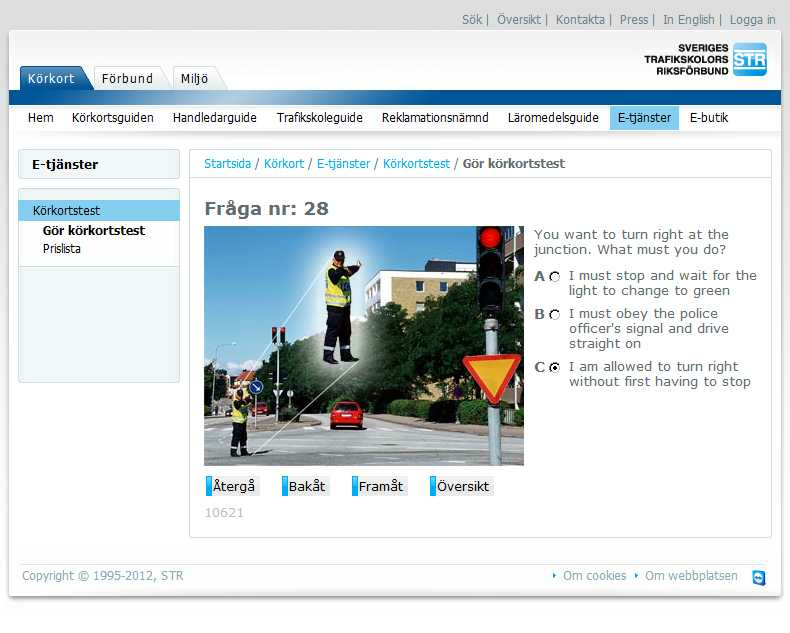 Sök | Översikt | Kontakta | Press | In English | Logga in
SVERIGES
TRAFIKSKOLORS
RIKSFÖRBUND
STR
Körkort Förbund Miljö
Hem Körkortsguiden Handledarguide Trafikskoleguide Reklamationsnämnd Läromedelsguide E-tjänster E-butik
E-tjänster
Körkortstest
Gör körkortstest
Prislista
Startsida / Körkort / E-tjänster / Körkortstest / Gör körkortstest
Fråga nr: 28
You want to turn right at the
junction. What must you do?
A I must stop and wait for the
light to change to green
B I must obey the police
officer's signal and drive
straight on
C I am allowed to turn right
without first having to stop
Återgå Bakåt Framåt Översikt
10621
Copyright © 1995-2012, STR
Om cookies Om webbplatsen